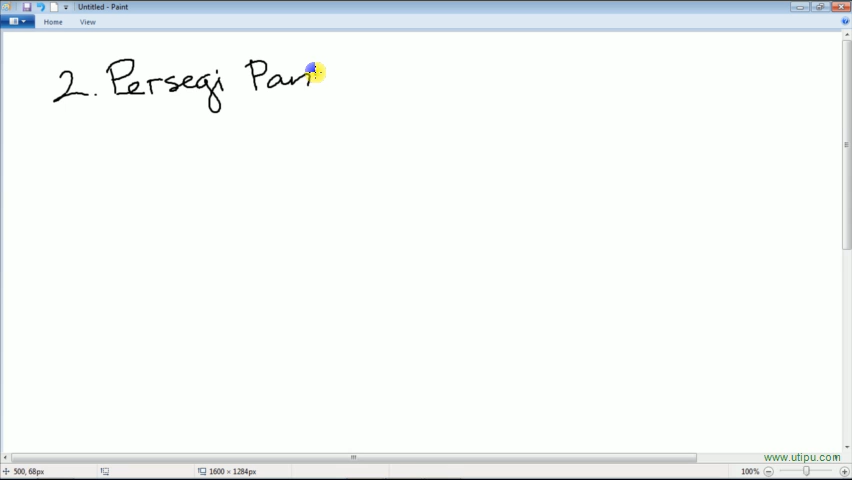 Untitled - Paint
Home View
2. Persegi Pan
www.utipu.com
500, 68px 1600 × 1284px 100%